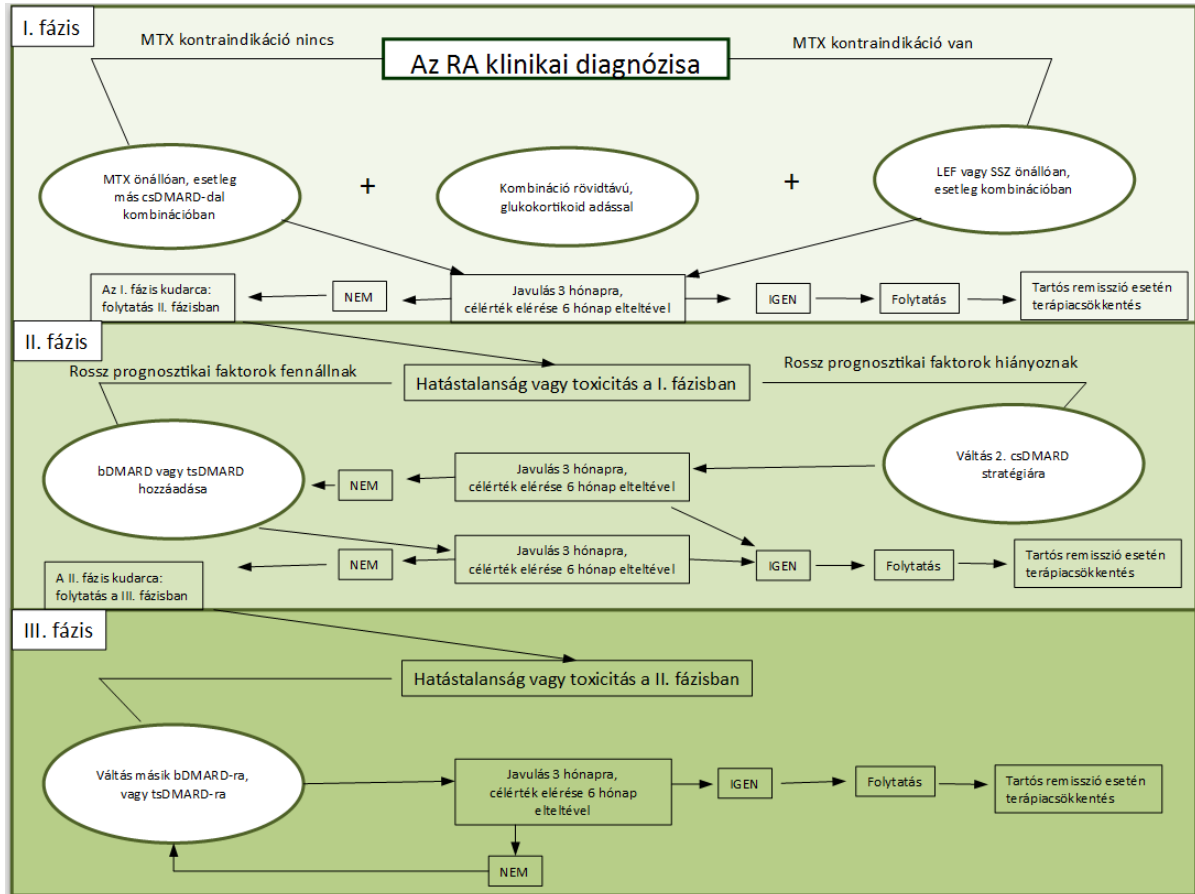 I. fázis
MTX kontraindikáció nincs
Az RA klinikai diagnózisa
MTX kontraindikáció van
MTX önállóan, esetleg
más csDMARD-dal
kombinációban
+
Kombináció rövidtávú,
glukokortikoid adással
+
LEF vagy SSZ önállóan,
esetleg kombinációban
Az I. fázis kudarca:
folytatás II. fázisban
NEM
Javulás 3 hónapra,
célérték elérése 6 hónap elteltével
IGEN
Folytatás
Tartós remisszió esetén
terápiacsökkentés
II. fázis
Rossz prognosztikai faktorok fennállnak
Hatástalanság vagy toxicitás a I. fázisban
Rossz prognosztikai faktorok hiányoznak
bDMARD vagy tsDMARD
hozzáadása
NEM
Javulás 3 hónapra,
célérték elérése 6 hónap elteltével
Váltás 2. csDMARD
stratégiára
A II. fázis kudarca:
folytatás a III. fázisban
NEM
Javulás 3 hónapra,
célérték elérése 6 hónap elteltével
IGEN
Folytatás
Tartós remisszió esetén
terápiacsökkentés
III. fázis
Hatástalanság vagy toxicitás a II. fázisban
Váltás másik bDMARD-ra,
vagy tsDMARD-ra
Javulás 3 hónapra,
célérték elérése 6 hónap
elteltével
IGEN
Folytatás
Tartós remisszió esetén
terápiacsökkentés
NEM